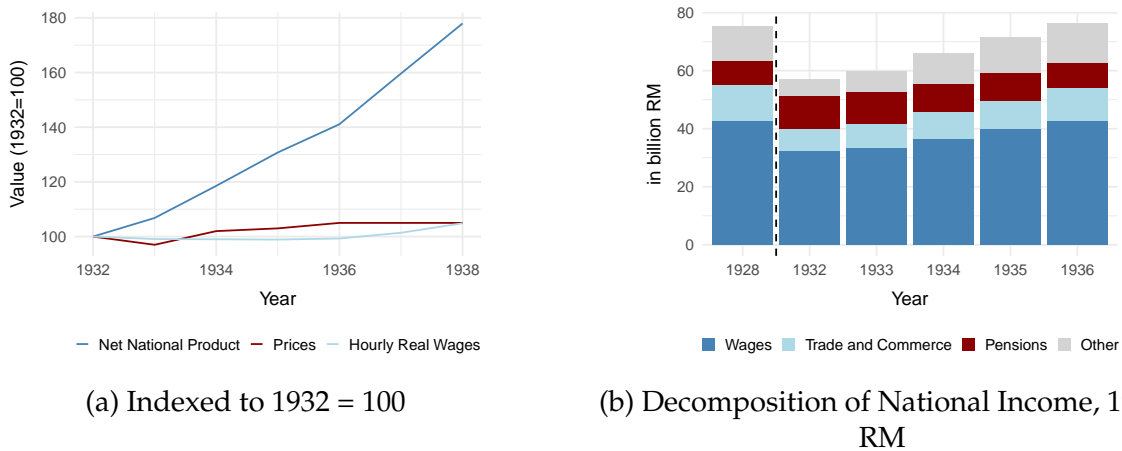 180
160
140
120
100
Value (1932=100)
1932 1934 1936 1938
Year
Net National Product Prices Hourly Real Wages
(a) Indexed to 1932 = 100
80
60
40
20
0
in billion RM
1928 1932 1933 1934 1935 1936
Year
Wages Trade and Commerce Pensions Other
(b) Decomposition of National Income, 1
RM